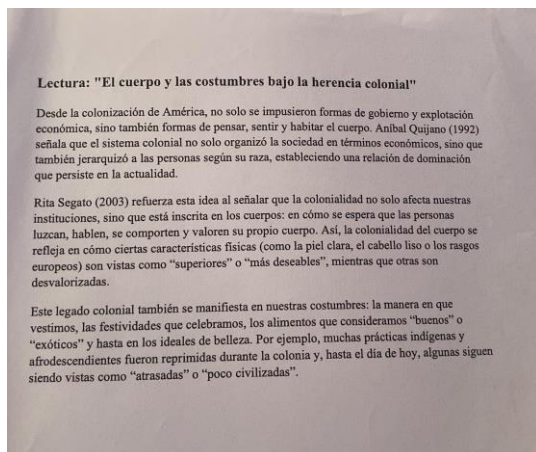 Lectura: "El cuerpo y las costumbres bajo la herencia colonial"
Desde la colonización de América, no solo se impusieron formas de gobierno y explotación
económica, sino también formas de pensar, sentir y habitar el cuerpo. Aníbal Quijano (1992)
señala que el sistema colonial no solo organizó la sociedad en términos económicos, sino que
también jerarquizó a las personas según su raza, estableciendo una relación de dominación
que persiste en la actualidad.
Rita Segato (2003) refuerza esta idea al señalar que la colonialidad no solo afecta nuestras
instituciones, sino que está inscrita en los cuerpos: en cómo se espera que las personas
luzcan, hablen, se comporten y valoren su propio cuerpo. Así, la colonialidad del cuerpo se
refleja en cómo ciertas características físicas (como la piel clara, el cabello liso o los rasgos
europeos) son vistas como “superiores” o “más deseables”, mientras que otras son
desvalorizadas.
Este legado colonial también se manifiesta en nuestras costumbres: la manera en que
vestimos, las festividades que celebramos, los alimentos que consideramos “buenos” o
“exóticos” y hasta en los ideales de belleza. Por ejemplo, muchas prácticas indígenas y
afrodescendientes fueron reprimidas durante la colonia y, hasta el día de hoy, algunas siguen
siendo vistas como “atrasadas” o “poco civilizadas”.